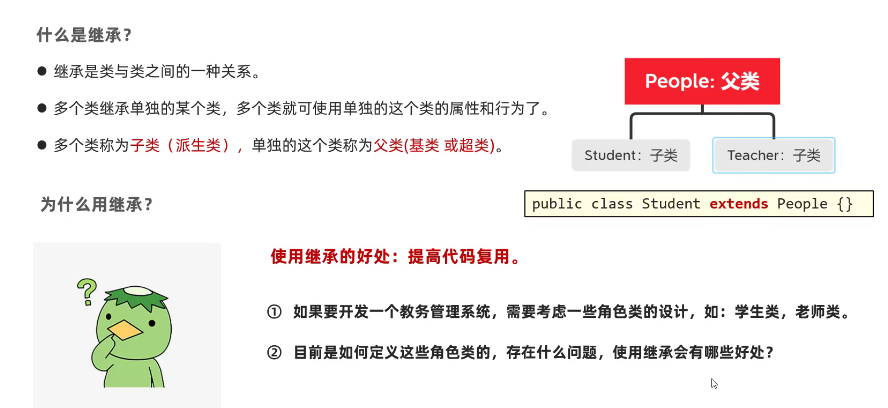 什么是继承？
● 继承是类与类之间的一种关系。
● 多个类继承单独的某个类，多个类就可使用单独的这个类的属性和行为了。
● 多个类称为子类（派生类），单独的这个类称为父类(基类 或超类)。
People: 父类
Student：子类
Teacher：子类
public class Student extends People {}
为什么用继承？
?
使用继承的好处：提高代码复用。
① 如果要开发一个教务管理系统，需要考虑一些角色类的设计，如：学生类，老师类。
② 目前是如何定义这些角色类的，存在什么问题，使用继承会有哪些好处？